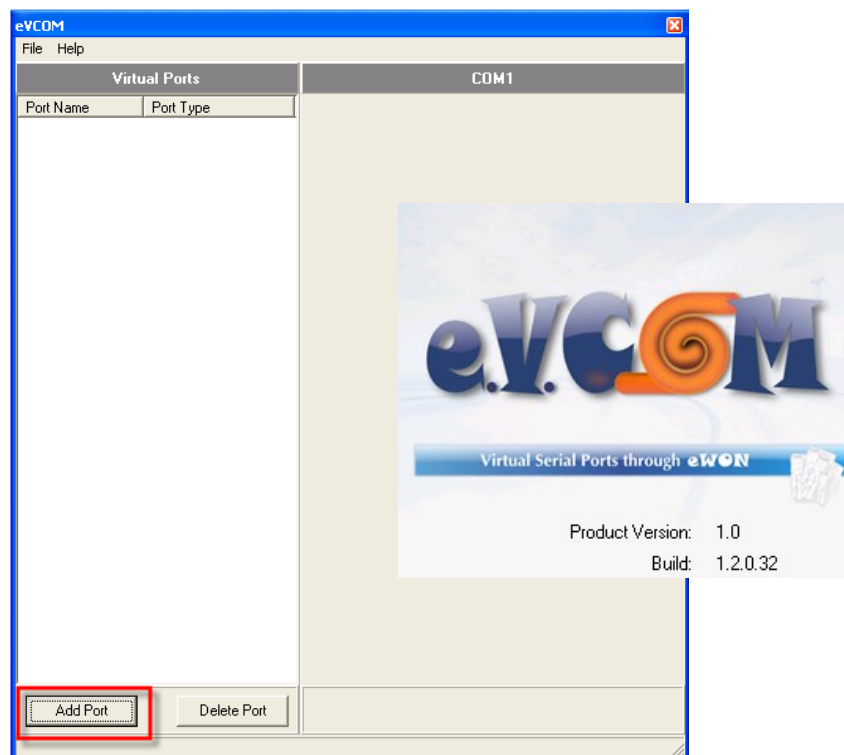 eVCOM
File Help
Virtual Ports
COM1
Port Name Port Type
e.V.COM
Virtual Serial Ports through eWON
Product Version: 1.0
Build: 1.2.0.32
Add Port Delete Port